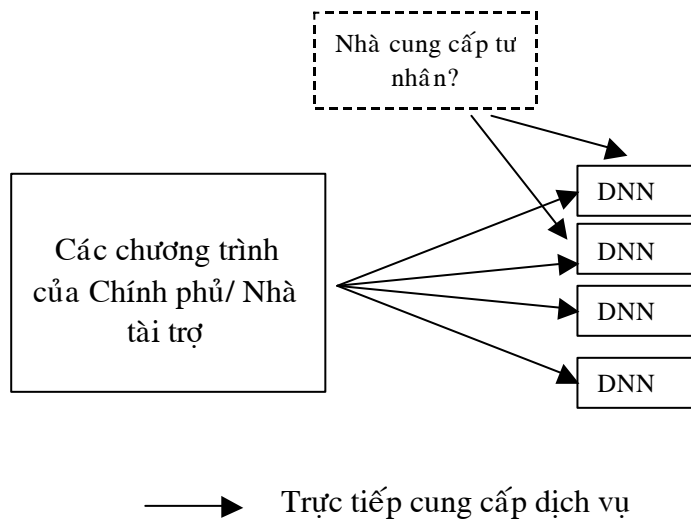 Nhà cung cấp tư
nhân?
DNN
Các chương trình
của Chính phủ/ Nhà
tài trợ
DNN
DNN
DNN
Trực tiếp cung cấp dịch vụ